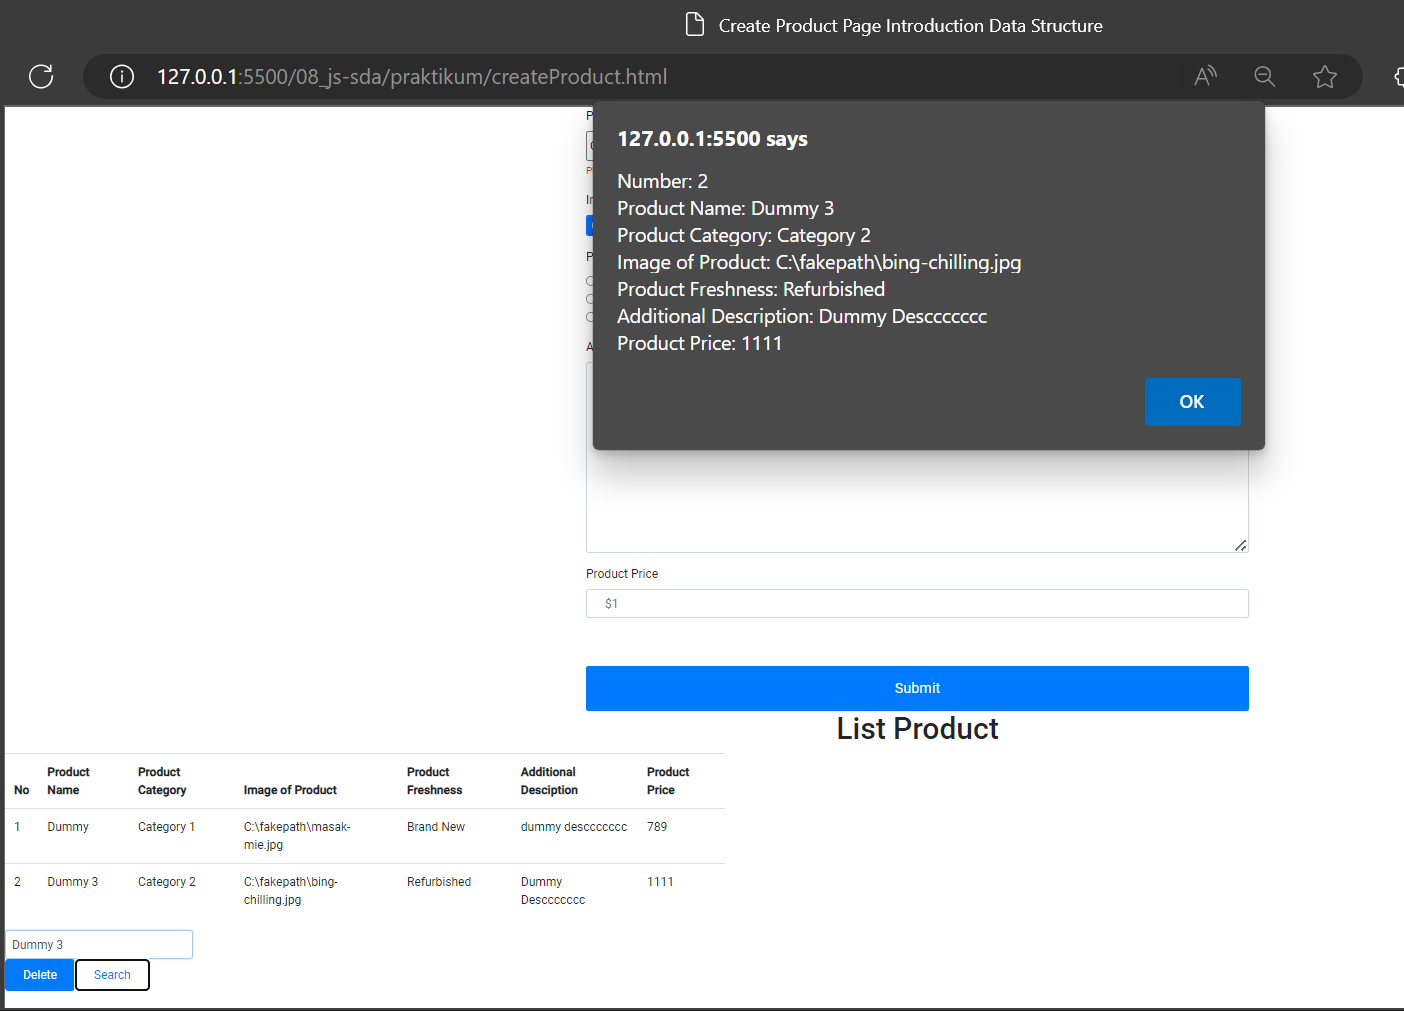 Create Product Page Introduction Data Structure
127.0.0.1:5500/08_js-sda/praktikum/createProduct.html
127.0.0.1:5500 says
Number: 2
Product Name: Dummy 3
Product Category: Category 2
Image of Product: C:\fakepath\bing-chilling.jpg
Product Freshness: Refurbished
Additional Description: Dummy Desccccccc
Product Price: 1111
OK
Product Price
$1
Submit
List Product
No Product Name Product Category Image of Product Product Freshness Additional Desciption Product Price
1 Dummy Category 1 C:\fakepath\masak-mie.jpg Brand New dummy desccccccc 789
2 Dummy 3 Category 2 C:\fakepath\bing-chilling.jpg Refurbished Dummy Desccccccc 1111
Dummy 3
Delete Search